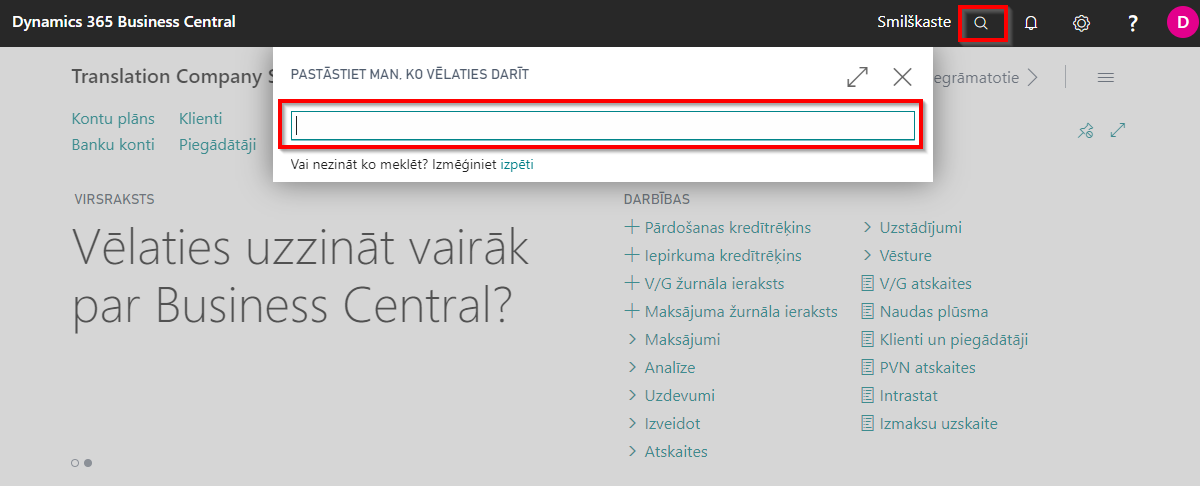 Dynamics 365 Business Central
Smilškaste
?
D
PASTĀSTIET MAN, KO VĒLATIES DARĪT
Vai nezināt ko meklēt? Izmēģiniet izpēti
Translation Company
Kontu plāns Klienti
Banku konti Piegādātāji
VIRSRAKSTS
Vēlaties uzzināt vairāk
par Business Central?
DARBĪBAS
Pārdošanas kredītrēķins
Iepirkuma kredītrēķins
V/G žurnāla ieraksts
Maksājuma žurnāla ieraksts
Maksājumi
Analīze
Uzdevumi
Izveidot
Atskaites
Uzstādījumi
Vēsture
V/G atskaites
Naudas plūsma
Klienti un piegādātāji
PVN atskaites
Intrastat
Izmaksu uzskaite